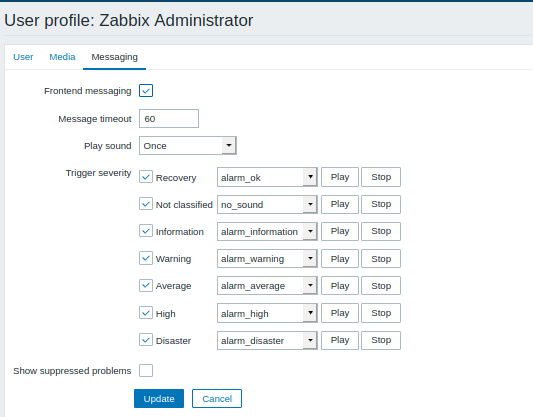 User profile: Zabbix Administrator
User Media Messaging
Frontend messaging
Message timeout 60
Play sound Once
Trigger severity
Recovery alarm_ok Play Stop
Not classified no_sound Play Stop
Information alarm_information Play Stop
Warning alarm_warning Play Stop
Average alarm_average Play Stop
High alarm_high Play Stop
Disaster alarm_disaster Play Stop
Show suppressed problems
Update Cancel